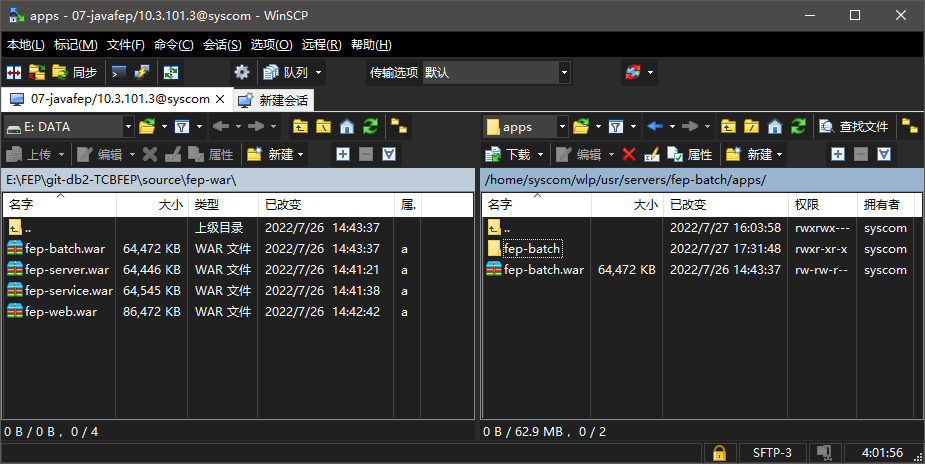 apps - 07-javafep/10.3.101.3@syscom - WinSCP
本地(L) 标记(M) 文件(F) 命令(C) 会话(S) 选项(O) 远程(R) 帮助(H)
同步 队列 传输选项 默认
07-javafep/10.3.101.3@syscom × 新建会话
E: DATA
apps 查找文件
上传 编辑 属性 新建
下载 编辑 属性 新建
E:\FEP\git-db2-TCBFEP\source\fep-war\
名字 大小 类型 已改变 属.
.. 上级目录 2022/7/26 14:43:37
fep-batch.war 64,472 KB WAR 文件 2022/7/26 14:43:37 a
fep-server.war 64,446 KB WAR 文件 2022/7/26 14:41:21 a
fep-service.war 64,545 KB WAR 文件 2022/7/26 14:41:38 a
fep-web.war 86,472 KB WAR 文件 2022/7/26 14:42:42 a
0 B / 0 B， 0 / 4
/home/syscom/wlp/usr/servers/fep-batch/apps/
名字 大小 已改变 权限 拥有者
.. 2022/7/27 16:03:58 rwxrwx--- syscom
fep-batch 2022/7/27 17:31:48 rwxr-xr-x syscom
fep-batch.war 64,472 KB 2022/7/26 14:43:37 rw-rw-r-- syscom
0 B / 62.9 MB， 0 / 2
SFTP-3 4:01:56